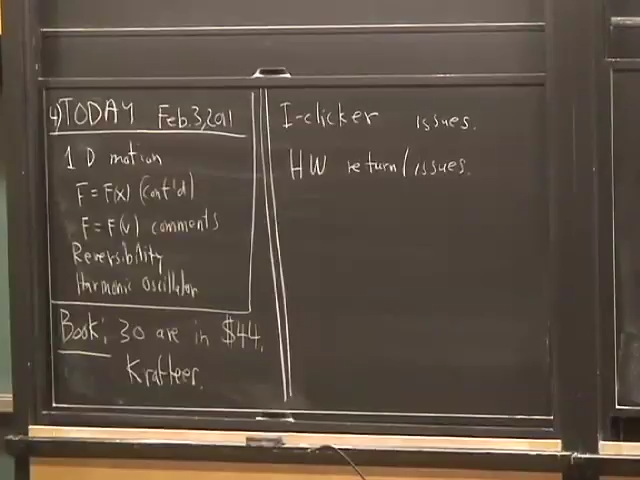 4) TODAY Feb. 3, 2011
1 D motion
F = F(x) (cont'd)
F = F(v) comments
Reversibility
Harmonic Oscillator
Book: 30 are in $44.
Krafteer.
I-clicker issues.
HW return/issues.